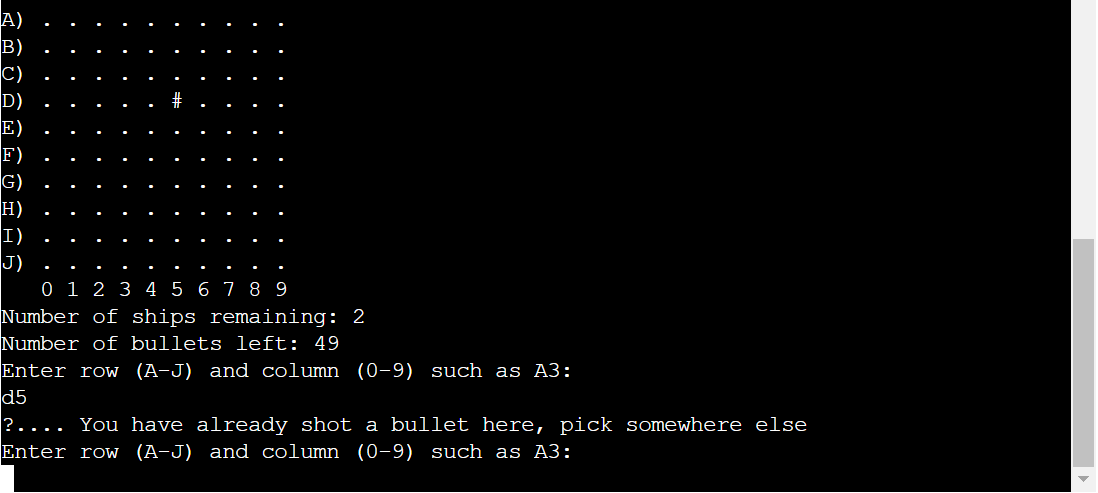 A) . . . . . . . . . .
B) . . . . . . . . . .
C) . . . . . . . . . .
D) . . . . . # . . . .
E) . . . . . . . . . .
F) . . . . . . . . . .
G) . . . . . . . . . .
H) . . . . . . . . . .
I) . . . . . . . . . .
J) . . . . . . . . . .
0 1 2 3 4 5 6 7 8 9
Number of ships remaining: 2
Number of bullets left: 49
Enter row (A-J) and column (0-9) such as A3:
d5
?.... You have already shot a bullet here, pick somewhere else
Enter row (A-J) and column (0-9) such as A3: